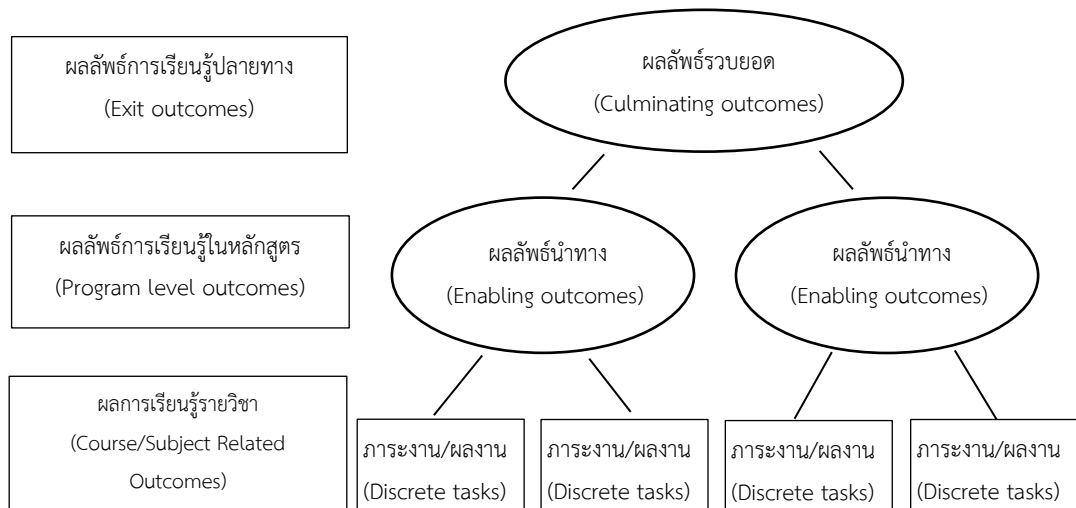 ผลลัพธ์การเรียนรู้ปลายทาง
(Exit outcomes)
ผลลัพธ์รวบยอด
(Culminating outcomes)
ผลลัพธ์การเรียนรู้ในหลักสูตร
(Program level outcomes)
ผลลัพธ์นำทาง
(Enabling outcomes)
ผลลัพธ์นำทาง
(Enabling outcomes)
ผลการเรียนรู้รายวิชา
(Course/Subject Related
Outcomes)
ภาระงาน/ผลงาน
(Discrete tasks)
ภาระงาน/ผลงาน
(Discrete tasks)
ภาระงาน/ผลงาน
(Discrete tasks)
ภาระงาน/ผลงาน
(Discrete tasks)